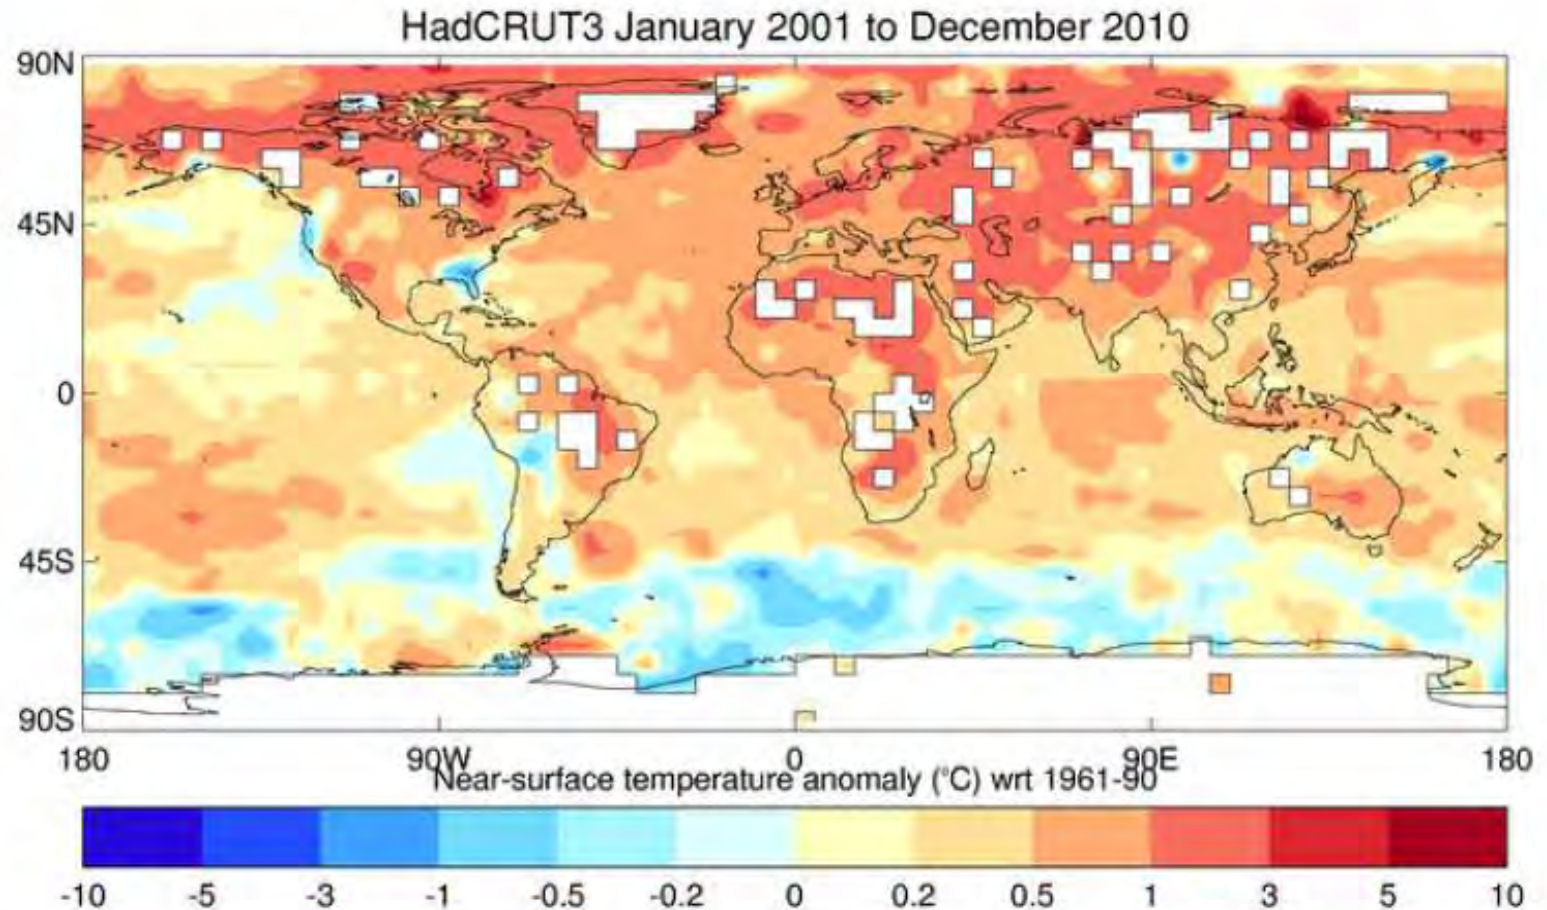 HadCRUT3 January 2001 to December 2010
90N
45N
0
45S
90S
180 90W 0 90E 180
Near-surface temperature anomaly (°C) wrt 1961-90
-10 -5 -3 -1 -0.5 -0.2 0 0.2 0.5 1 3 5 10